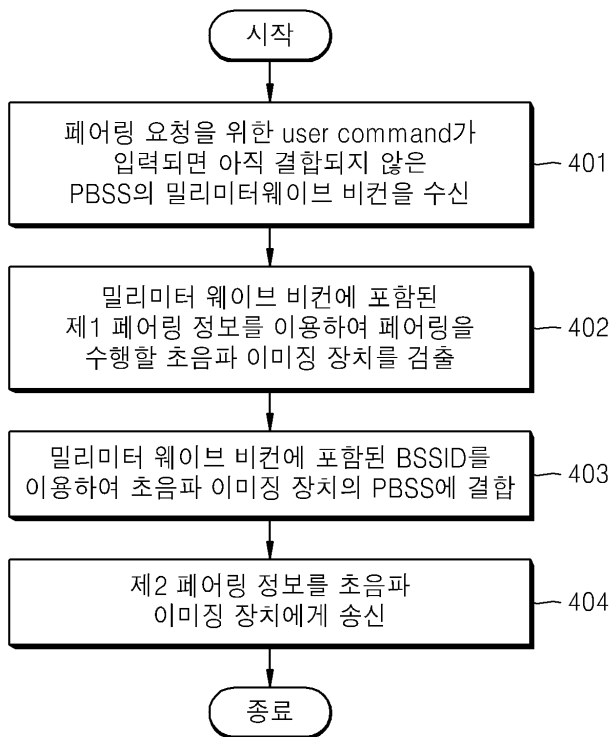 시작
페어링 요청을 위한 user command가
입력되면 아직 결합되지 않은
PBSS의 밀리미터웨이브 비컨을 수신
401
밀리미터 웨이브 비컨에 포함된
제1 페어링 정보를 이용하여 페어링을
수행할 초음파 이미징 장치를 검출
402
밀리미터 웨이브 비컨에 포함된 BSSID를
이용하여 초음파 이미징 장치의 PBSS에 결합
403
제2 페어링 정보를 초음파
이미징 장치에게 송신
404
종료